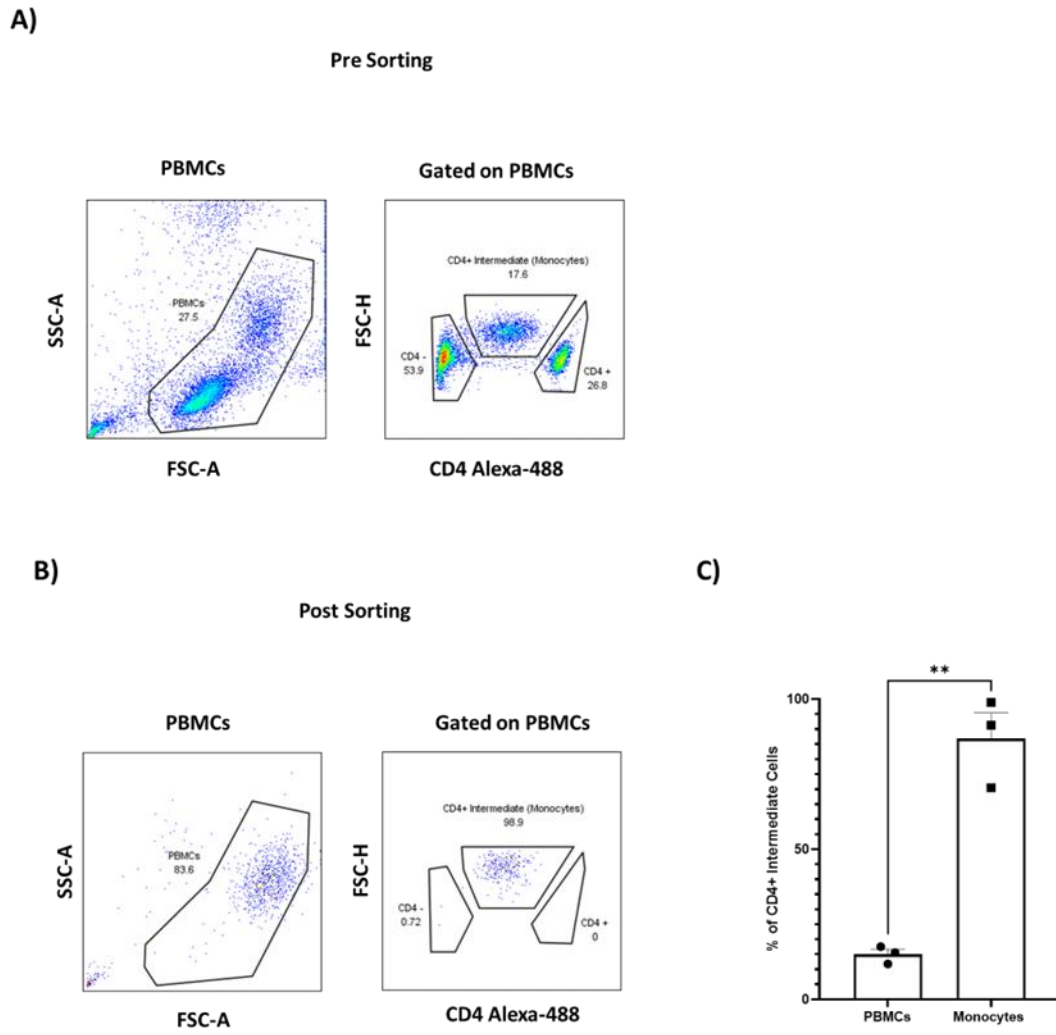 A)
Pre Sorting
PBMCs
Gated on PBMCs
SSC-A
PBMCs
27.5
FSC-A
FSC-H
CD4+ Intermediate (Monocytes)
17.6
CD4 -
53.9
CD4 +
26.8
CD4 Alexa-488
B)
Post Sorting
PBMCs
Gated on PBMCs
SSC-A
PBMCs
83.6
FSC-A
FSC-H
CD4+ Intermediate (Monocytes)
98.9
CD4 -
0.72
CD4 +
0
CD4 Alexa-488
C)
**
% of CD4+ Intermediate Cells
100
50
0
PBMCs
Monocytes